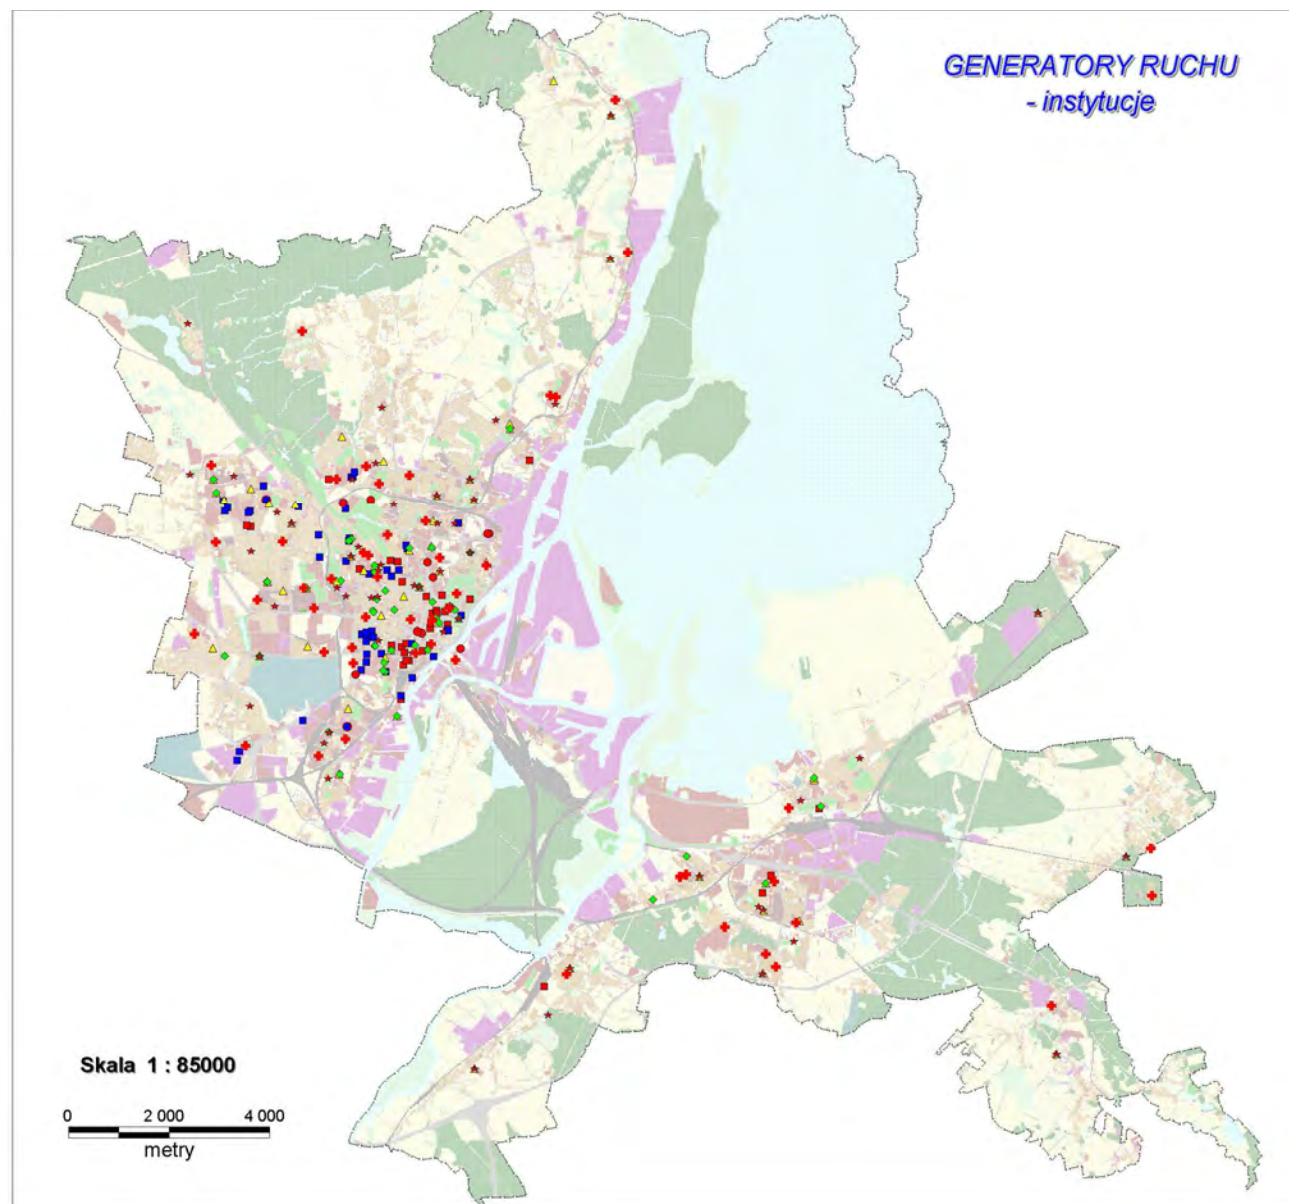 GENERATORY RUCHU
- instytucje
Skala 1 : 85000
0 2 000 4 000
metry